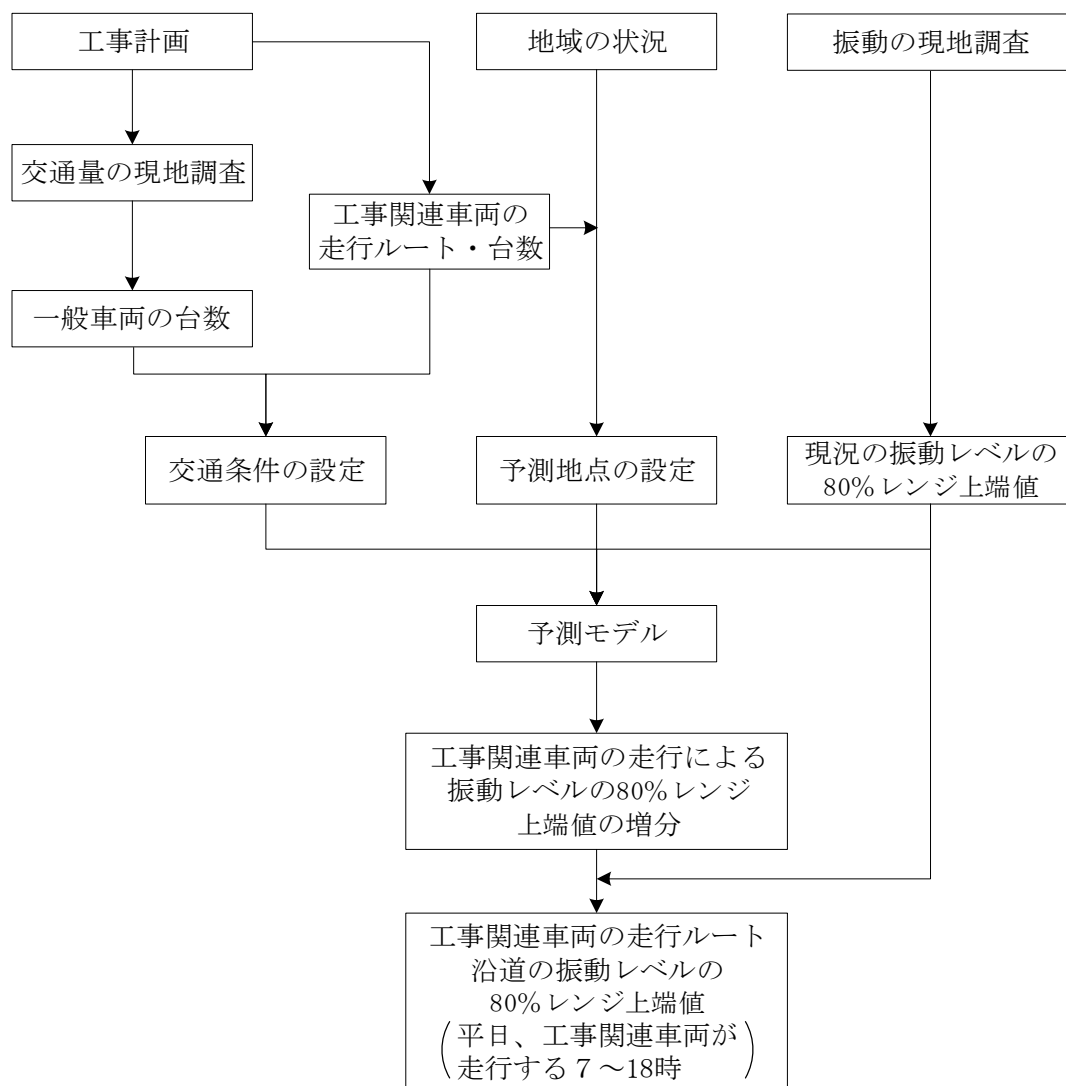 工事計画
地域の状況
振動の現地調査
交通量の現地調査
工事関連車両の
走行ルート・台数
一般車両の台数
交通条件の設定
予測地点の設定
現況の振動レベルの
80%レンジ上端値
予測モデル
工事関連車両の走行による
振動レベルの80%レンジ
上端値の増分
工事関連車両の走行ルート
沿道の振動レベルの
80%レンジ上端値
(平日、工事関連車両が
走行する7~18時)